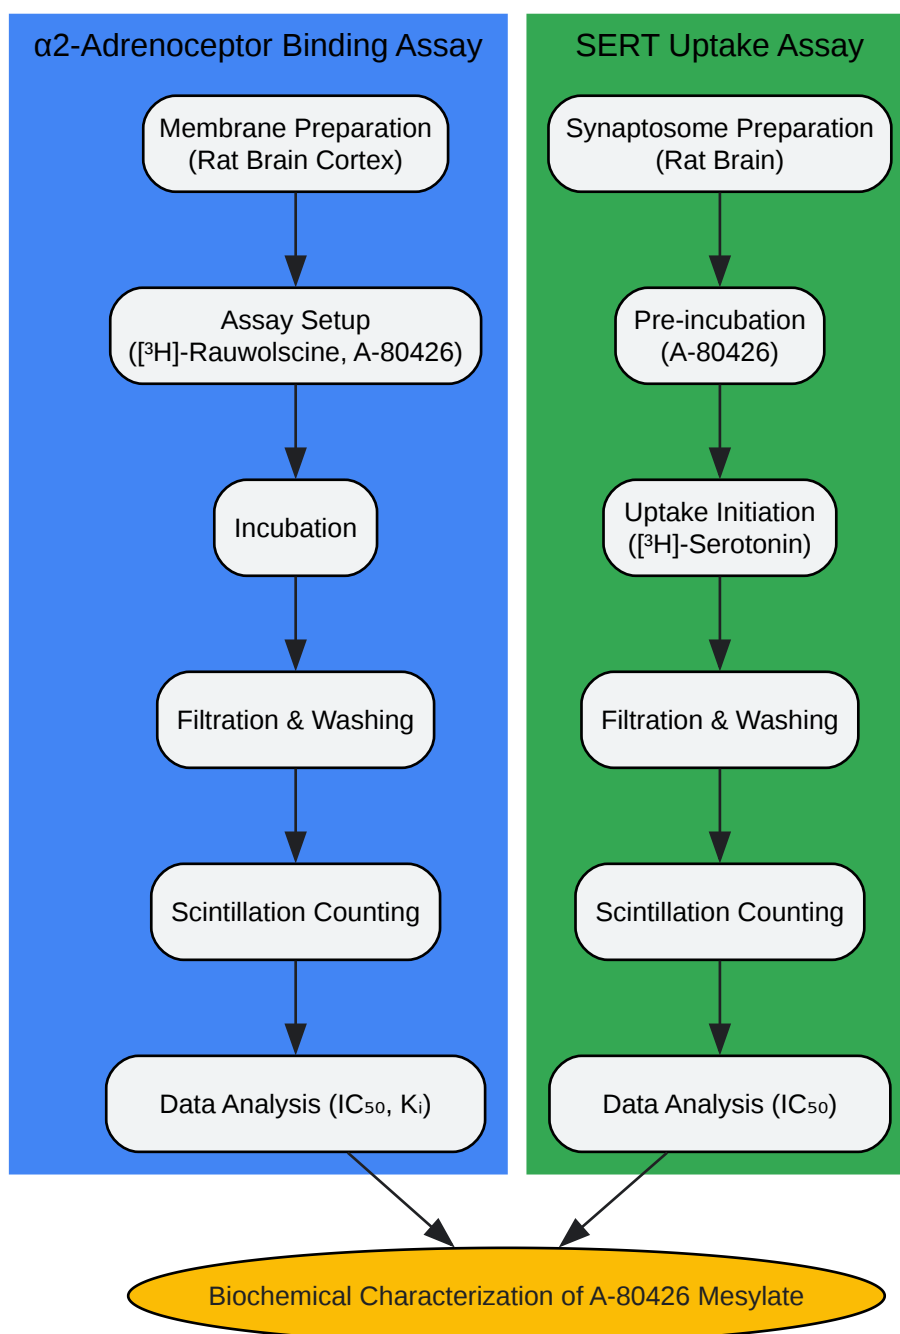 α2-Adrenoceptor Binding Assay
Membrane Preparation
(Rat Brain Cortex)
Assay Setup
([³H]-Rauwolscine, A-80426)
Incubation
Filtration & Washing
Scintillation Counting
Data Analysis (IC₅₀, Kᵢ)
SERT Uptake Assay
Synaptosome Preparation
(Rat Brain)
Pre-incubation
(A-80426)
Uptake Initiation
([³H]-Serotonin)
Filtration & Washing
Scintillation Counting
Data Analysis (IC₅₀)
Biochemical Characterization of A-80426 Mesylate